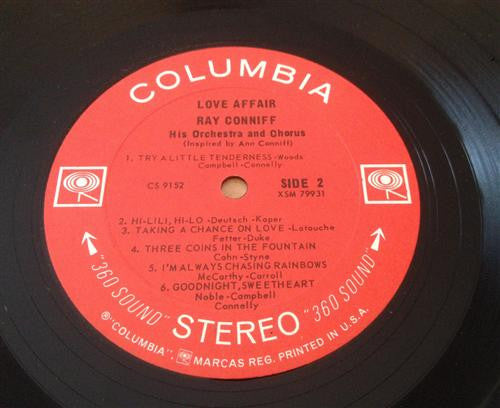 COLUMBIA
LOVE AFFAIR
RAY CONNIFF
His Orchestra and Chorus
(Inspired by Ann Conniff)
1. TRY A LITTLE TENDERNESS -Woods
Campbell-Connelly
CS 9152
SIDE 2
XSM 79931
2. HI-LILI, HI-LO -Deutsch-Kaper
3. TAKING A CHANCE ON LOVE -Latouche
Fetter-Duke
4. THREE COINS IN THE FOUNTAIN
Cahn-Styne
5. I'M ALWAYS CHASING RAINBOWS
McCarthy-Carroll
6. GOODNIGHT, SWEETHEART
Noble-Campbell
Connelly
"360 SOUND" STEREO "360 SOUND"
® "COLUMBIA", MARCAS REG. PRINTED IN U.S.A.